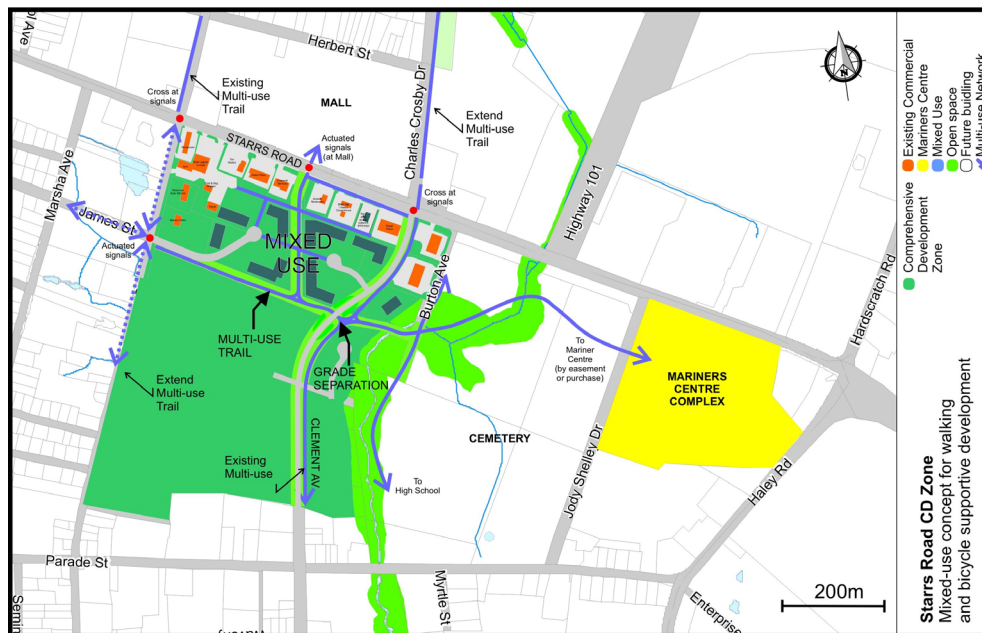 Herbert St
Existing
Multi-use
Trail
Cross at
signals
MALL
Charles Crosby Dr
Extend
Multi-use
Trail
STARRS ROAD
Actuated
signals
(at Mall)
Highway 101
Cross at
signals
Marsha Ave
James St
Actuated
signals
MIXED
USE
Burton Ave
MULTI-USE
TRAIL
GRADE
SEPARATION
To
Mariner
Centre
(by easement
or purchase)
MARINERS
CENTRE
COMPLEX
Hardscratch Rd
Extend
Multi-use
Trail
CLEMENT AV
Existing
Multi-use
CEMETERY
To
High School
Jody Shelley Dr
Haley Rd
Parade St
Myrtle St
Enterprise
200m
N
Existing Commercial
Mariners Centre
Mixed Use
Open space
Future buidling
Multi-use Network
Comprehensive
Development
Zone
Starrs Road CD Zone
Mixed-use concept for walking
and bicycle supportive development